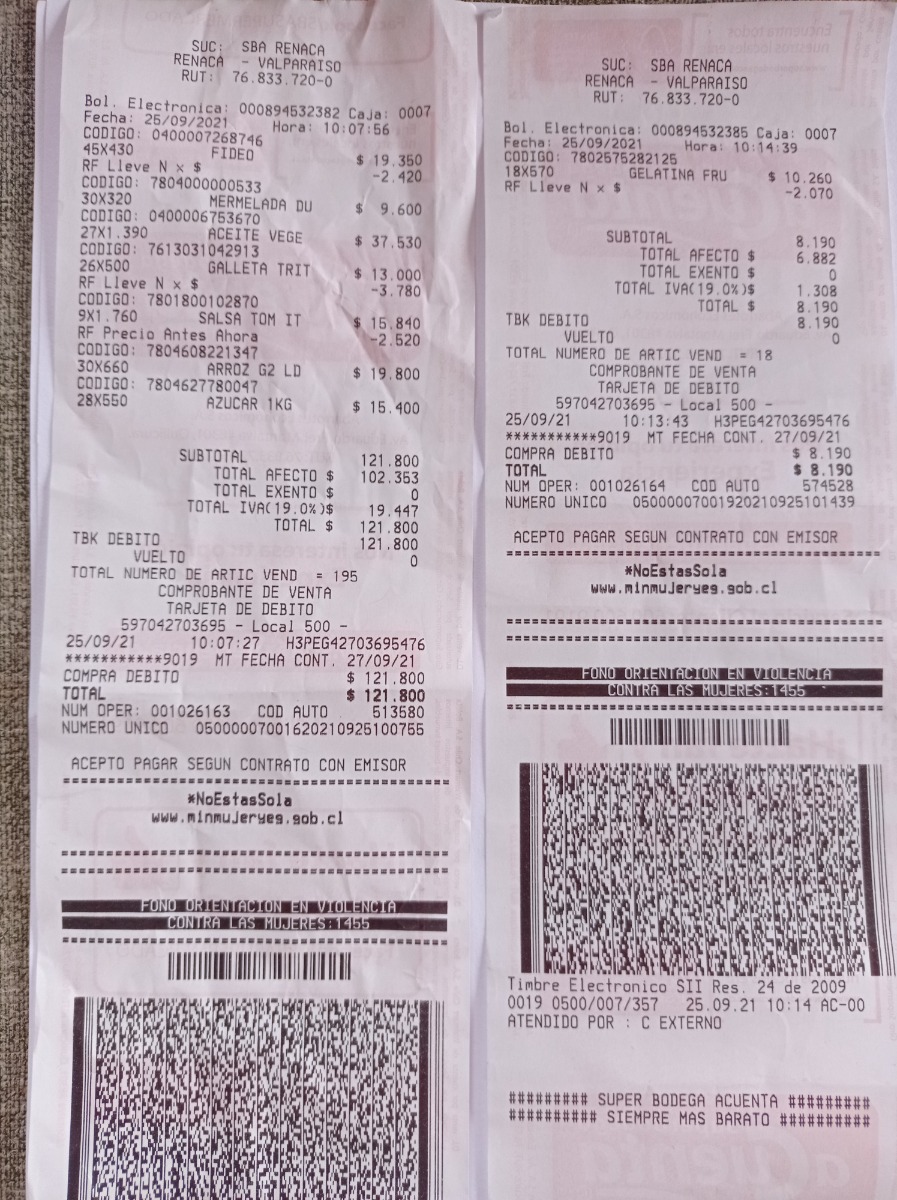 SUC: SBA RENACA
RENACA - VALPARAISO
RUT: 76.833.720-0
Bol. Electronica: 000894532382 Caja: 0007
Fecha: 25/09/2021 Hora: 10:07:56
CODIGO: 0400007268746
45X430 FIDEO $ 19.350
RF Lleve N x $ -2.420
CODIGO: 7804000000533
30X320 MERMELADA DU $ 9.600
CODIGO: 0400006753670
27X1.390 ACEITE VEGE $ 37.530
CODIGO: 7613031042913
26X500 GALLETA TRIT $ 13.000
RF Lleve N x $ -3.780
CODIGO: 7801800102870
9X1.760 SALSA TOM IT $ 15.840
RF Precio Antes Ahora -2.520
CODIGO: 7804608221347
30X660 ARROZ G2 LD $ 19.800
CODIGO: 7804627780047
28X550 AZUCAR 1KG $ 15.400
SUBTOTAL 121.800
TOTAL AFECTO $ 102.353
TOTAL EXENTO $ 0
TOTAL IVA(19.0%)$ 19.447
TOTAL $ 121.800
TBK DEBITO 121.800
VUELTO 0
TOTAL NUMERO DE ARTIC VEND = 195
COMPROBANTE DE VENTA
TARJETA DE DEBITO
597042703695 - Local 500 -
25/09/21 10:07:27 H3PEG42703695476
***********9019 MT FECHA CONT. 27/09/21
COMPRA DEBITO $ 121.800
TOTAL $ 121.800
NUM OPER: 001026163 COD AUTO 513580
NUMERO UNICO 05000007001620210925100755
ACEPTO PAGAR SEGUN CONTRATO CON EMISOR
*NoEstasSola
www.minmujeryeg.gob.cl
FONO ORIENTACION EN VIOLENCIA
CONTRA LAS MUJERES:1455
SUC: SBA RENACA
RENACA - VALPARAISO
RUT: 76.833.720-0
Bol. Electronica: 000894532385 Caja: 0007
Fecha: 25/09/2021 Hora: 10:14:39
CODIGO: 7802575282125
18X570 GELATINA FRU $ 10.260
RF Lleve N x $ -2.070
SUBTOTAL 8.190
TOTAL AFECTO $ 6.882
TOTAL EXENTO $ 0
TOTAL IVA(19.0%)$ 1.308
TOTAL $ 8.190
TBK DEBITO 8.190
VUELTO 0
TOTAL NUMERO DE ARTIC VEND = 18
COMPROBANTE DE VENTA
TARJETA DE DEBITO
597042703695 - Local 500 -
25/09/21 10:13:43 H3PEG42703695476
***********9019 MT FECHA CONT. 27/09/21
COMPRA DEBITO $ 8.190
TOTAL $ 8.190
NUM OPER: 001026164 COD AUTO 574528
NUMERO UNICO 05000007001920210925101439
ACEPTO PAGAR SEGUN CONTRATO CON EMISOR
*NoEstasSola
www.minmujeryeg.gob.cl
FONO ORIENTACION EN VIOLENCIA
CONTRA LAS MUJERES:1455
Timbre Electronico SII Res. 24 de 2009
0019 0500/007/357 25.09.21 10:14 AC-00
ATENDIDO POR : C EXTERNO
######### SUPER BODEGA ACUENTA #########
########## SIEMPRE MAS BARATO ##########